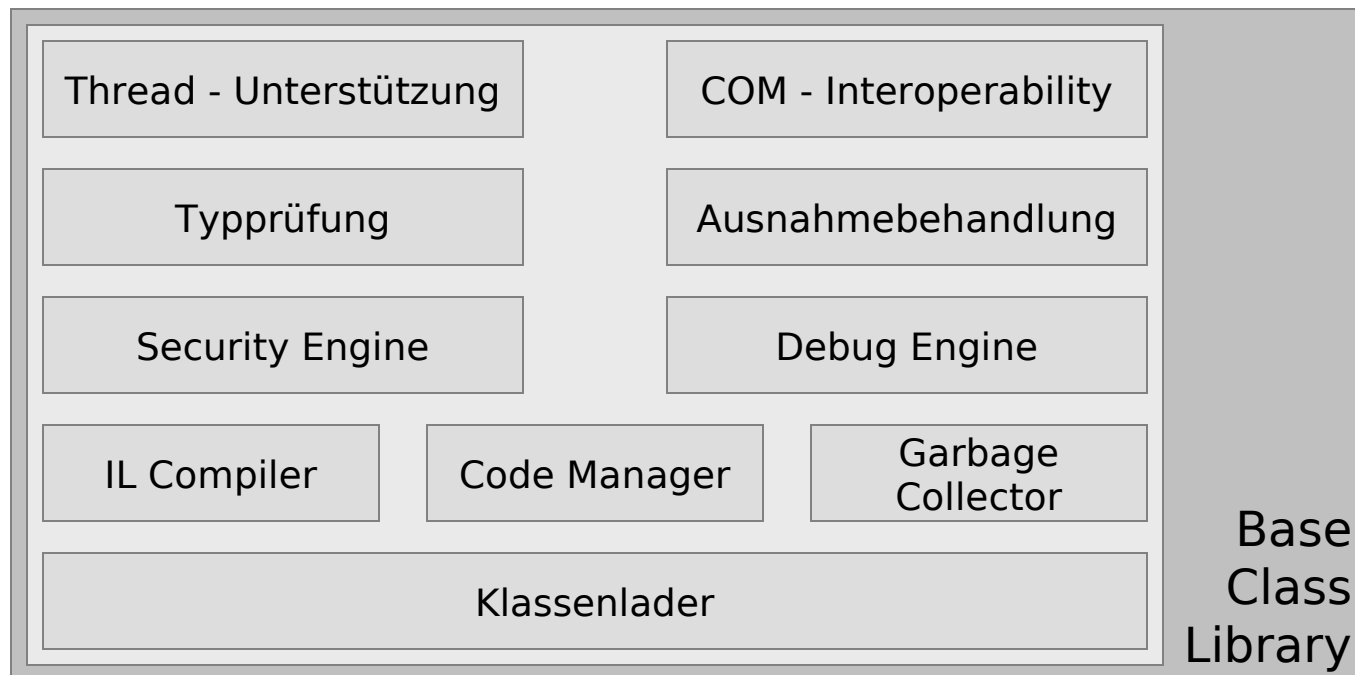 Thread - Unterstützung
COM - Interoperability
Typprüfung
Ausnahmebehandlung
Security Engine
Debug Engine
IL Compiler
Code Manager
Garbage
Collector
Klassenlader
Base
Class
Library